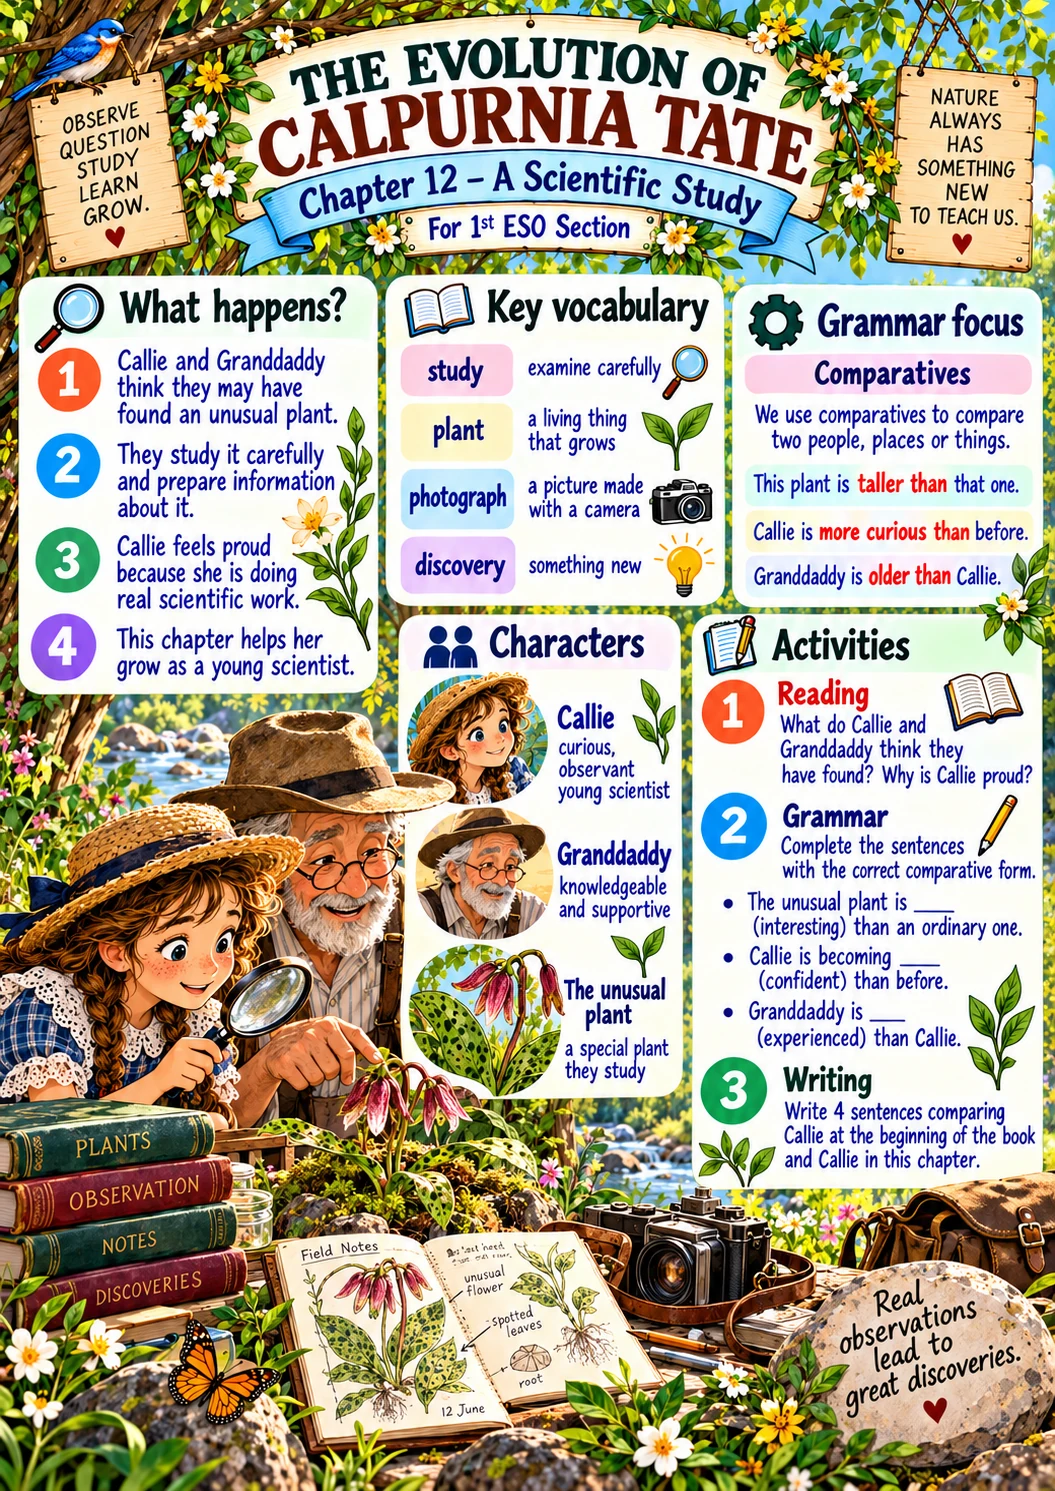 OBSERVE
QUESTION
STUDY
LEARN
GROW.
THE EVOLUTION OF
CALPURNIA TATE
Chapter 12 – A Scientific Study
For 1st ESO Section
NATURE
ALWAYS
HAS
SOMETHING
NEW
TO TEACH US.
What happens?
1
Callie and Granddaddy
think they may have
found an unusual plant.
2
They study it carefully
and prepare information
about it.
3
Callie feels proud
because she is doing
real scientific work.
4
This chapter helps her
grow as a young scientist.
Key vocabulary
study
examine carefully
plant
a living thing
that grows
photograph
a picture made
with a camera
discovery
something new
Grammar focus
Comparatives
We use comparatives to compare
two people, places or things.
This plant is taller than that one.
Callie is more curious than before.
Granddaddy is older than Callie.
Characters
Callie
curious,
observant
young scientist
Granddaddy
knowledgeable
and supportive
The unusual
plant
a special plant
they study
Activities
1
Reading
What do Callie and
Granddaddy think they
have found? Why is Callie proud?
2
Grammar
Complete the sentences
with the correct comparative form.
• The unusual plant is ____
(interesting) than an ordinary one.
• Callie is becoming ____
(confident) than before.
• Granddaddy is ____
(experienced) than Callie.
3
Writing
Write 4 sentences comparing
Callie at the beginning of the book
and Callie in this chapter.
PLANTS
OBSERVATION
NOTES
DISCOVERIES
Field Notes
unusual
flower
spotted
leaves
root
12 June
Real
observations
lead to
great discoveries.